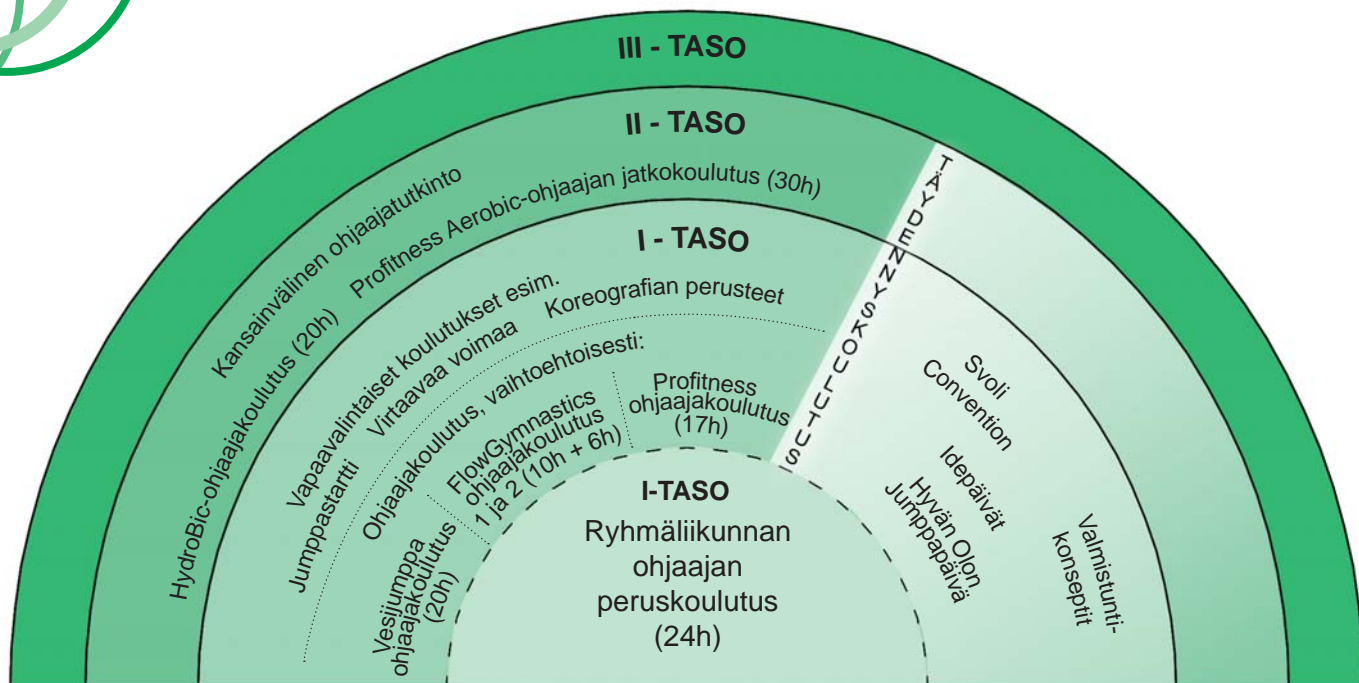 III - TASO
II - TASO
Kansainvälinen ohjaajatutkinto
HydroBic-ohjaajakoulutus (20h)
Profitness Aerobic-ohjaajan jatkokoulutus (30h)
I - TASO
Vapaavalintaiset koulutukset esim.
Jumppastartti
Virtaavaa voimaa
Koreografian perusteet
Ohjaajakoulutus, vaihtoehtoisesti:
Vesijumppa
ohjaajakoulutus
(20h)
FlowGymnastics
ohjaajakoulutus
1 ja 2 (10h + 6h)
Profitness
ohjaajakoulutus
(17h)
I-TASO
Ryhmäliikunnan
ohjaajan
peruskoulutus
(24h)
TÄYDENNYSKOULUTUS
Svoli
Convention
Idepäivät
Hyvän Olon
Jumppapäivä
Valmistunti-
konseptit